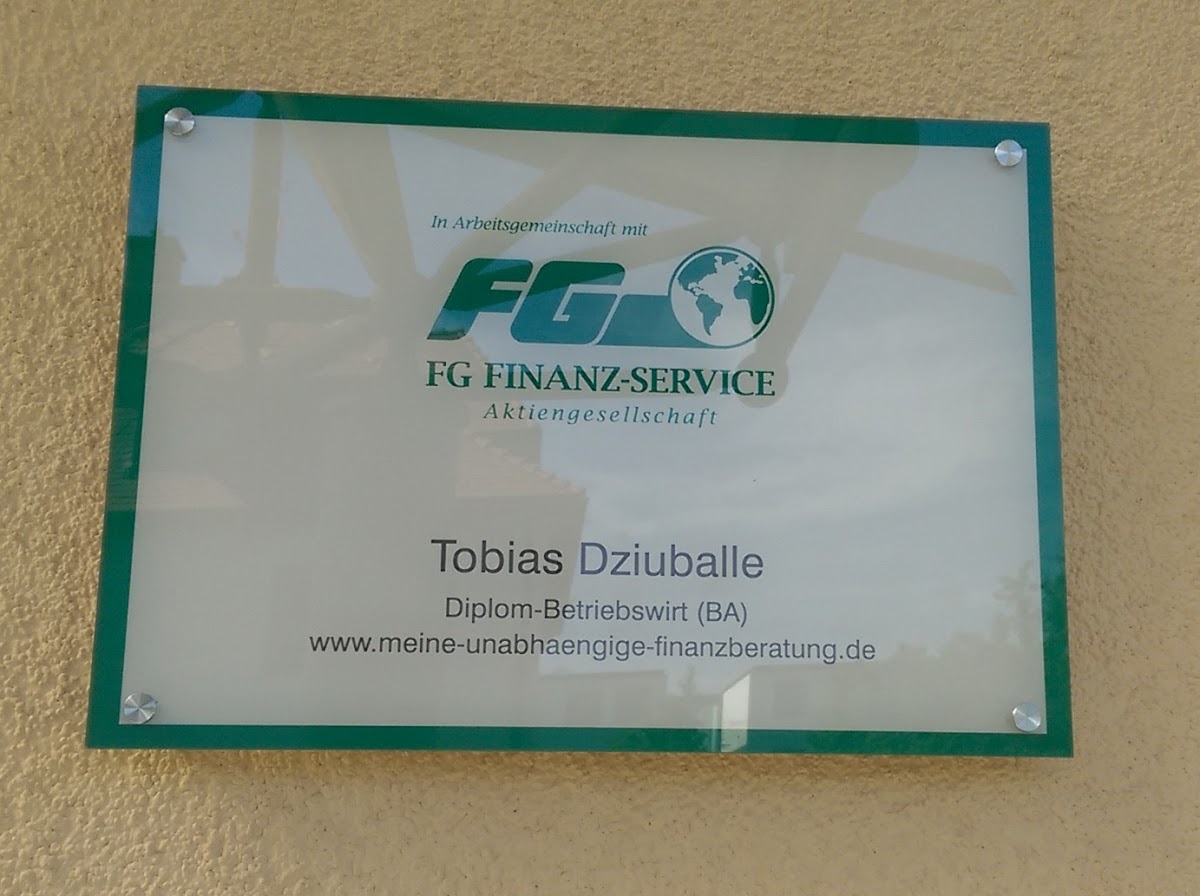 In Arbeitsgemeinschaft mit
FG
FG FINANZ-SERVICE
Aktiengesellschaft
Tobias Dziuballe
Diplom-Betriebswirt (BA)
www.meine-unabhaengige-finanzberatung.de